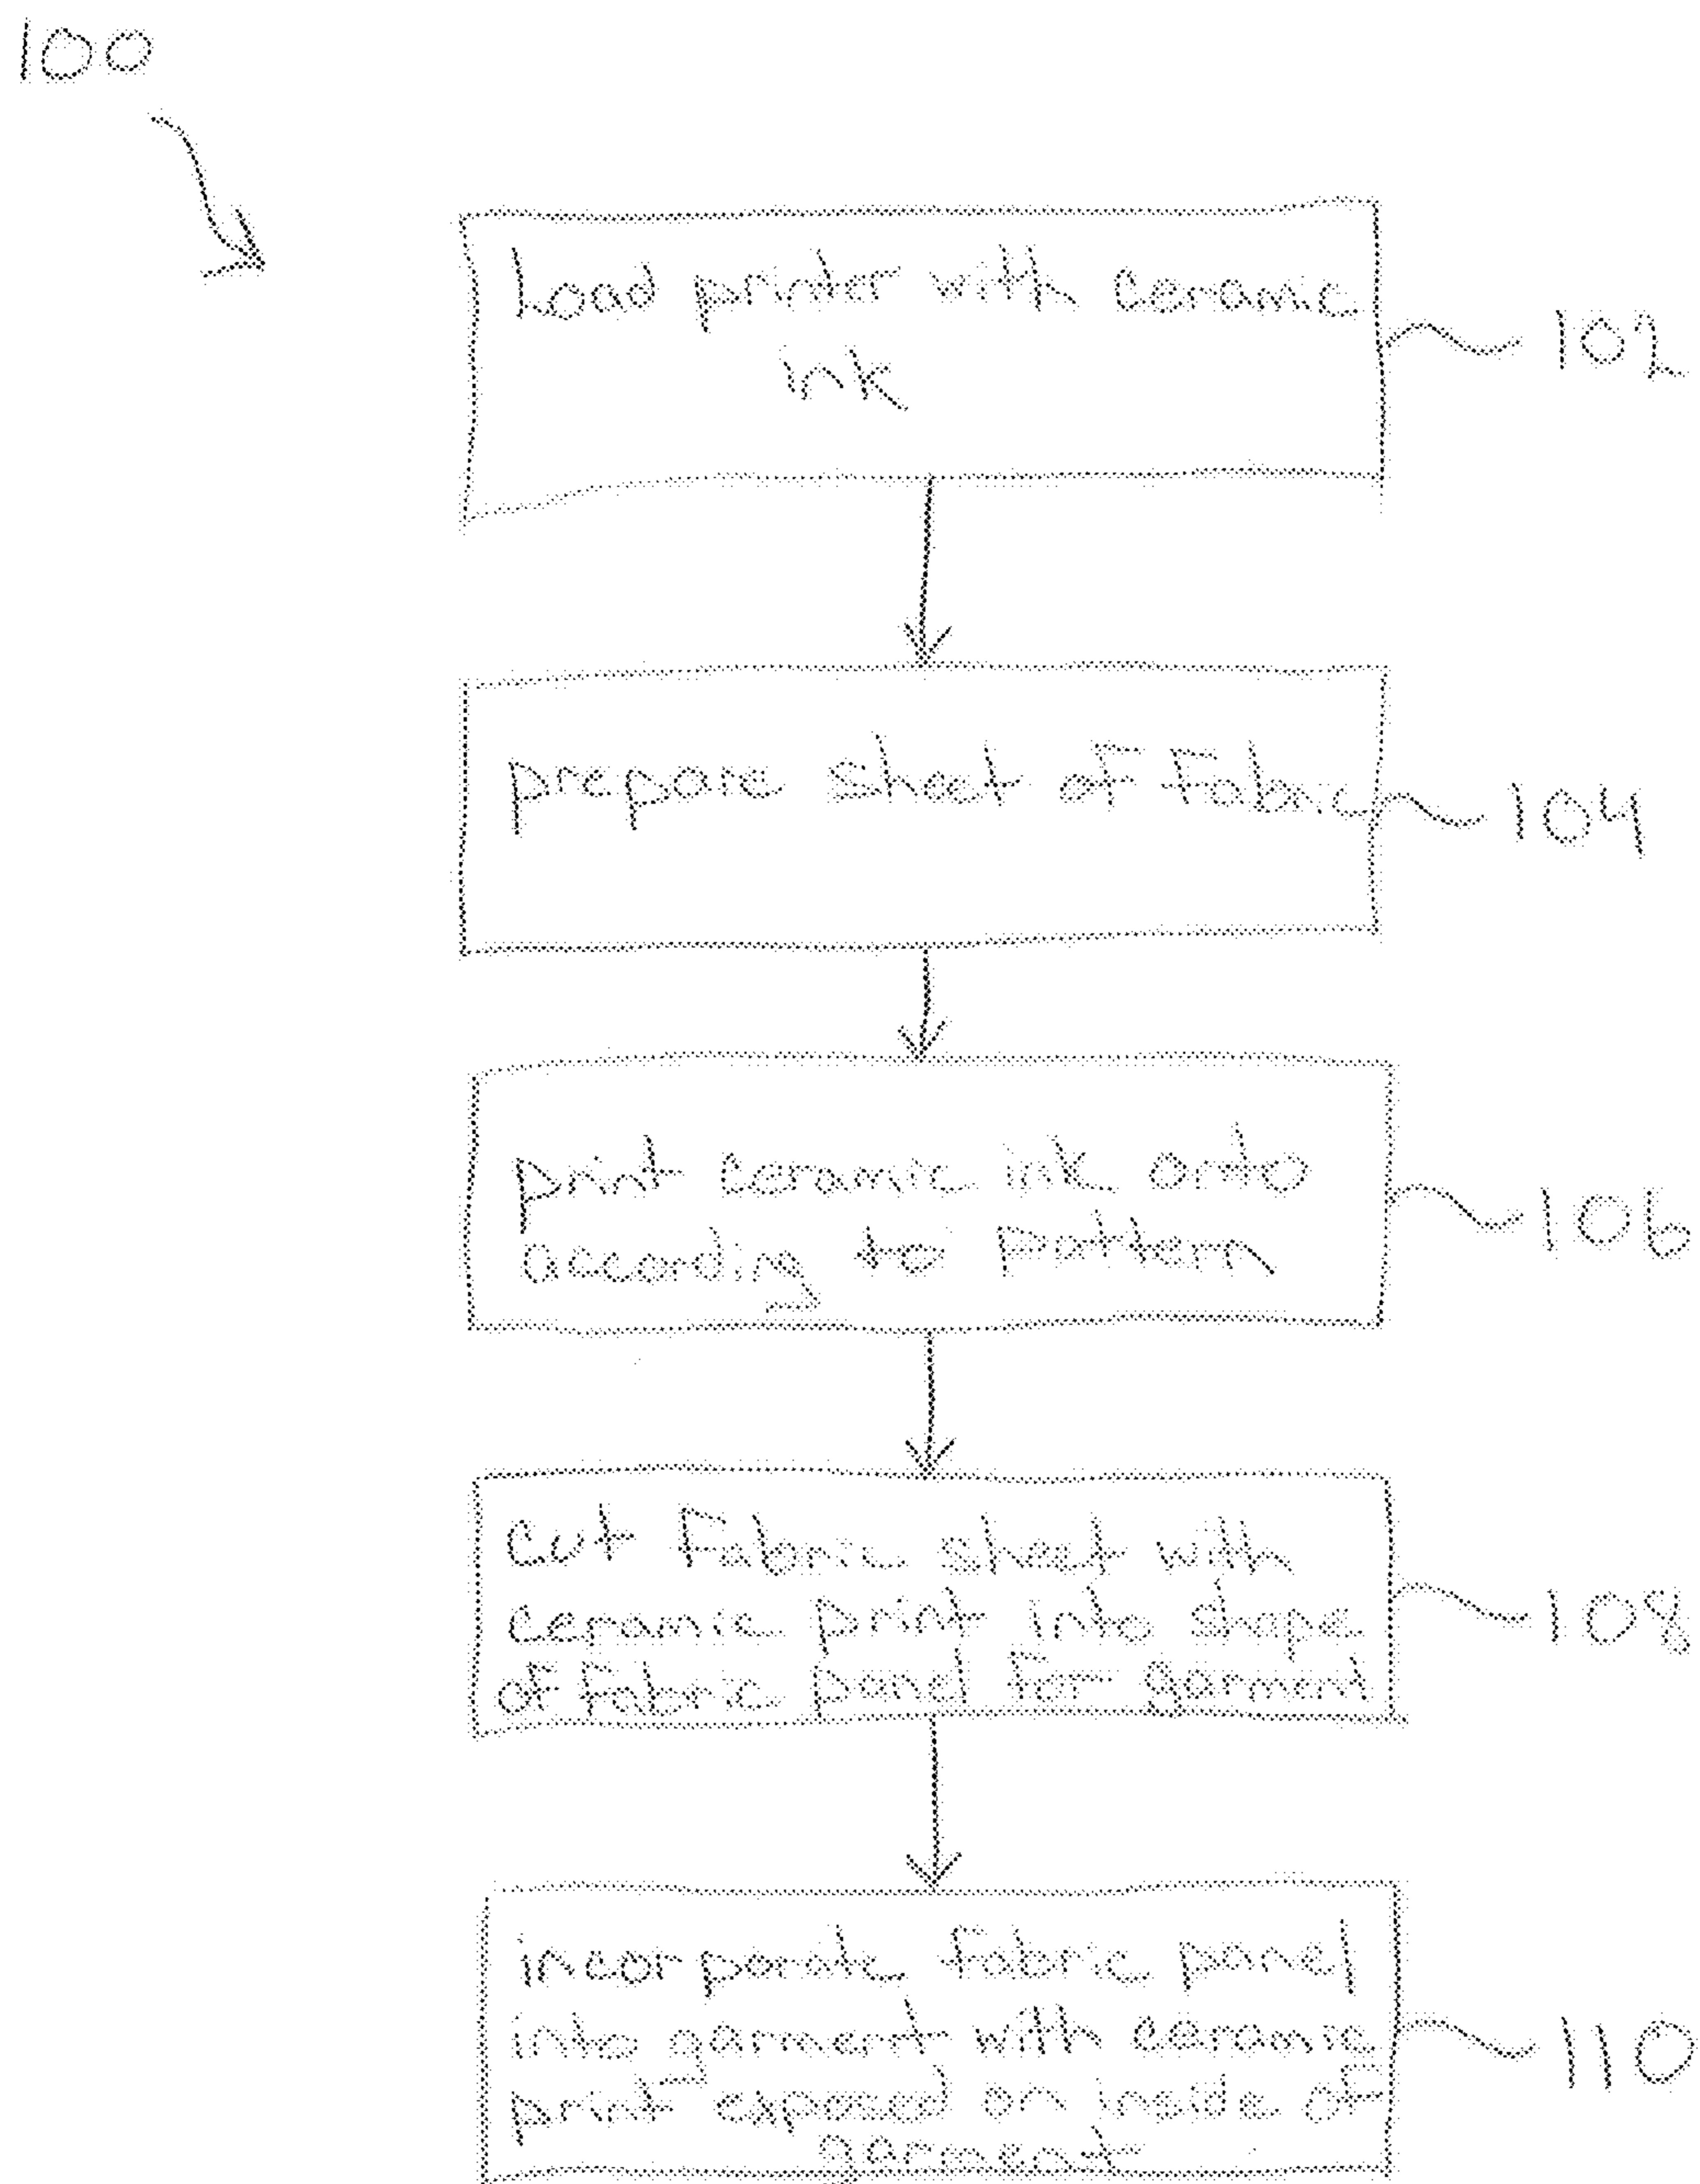 100
Load printer with ceramic
ink
102
prepare sheet of Fabric
104
print ceramic ink onto
according to pattern
106
cut Fabric sheet with
ceramic print into shape
of fabric panel for garment
108
incorporate fabric panel
into garment with ceramic
print exposed on inside of
garment
110